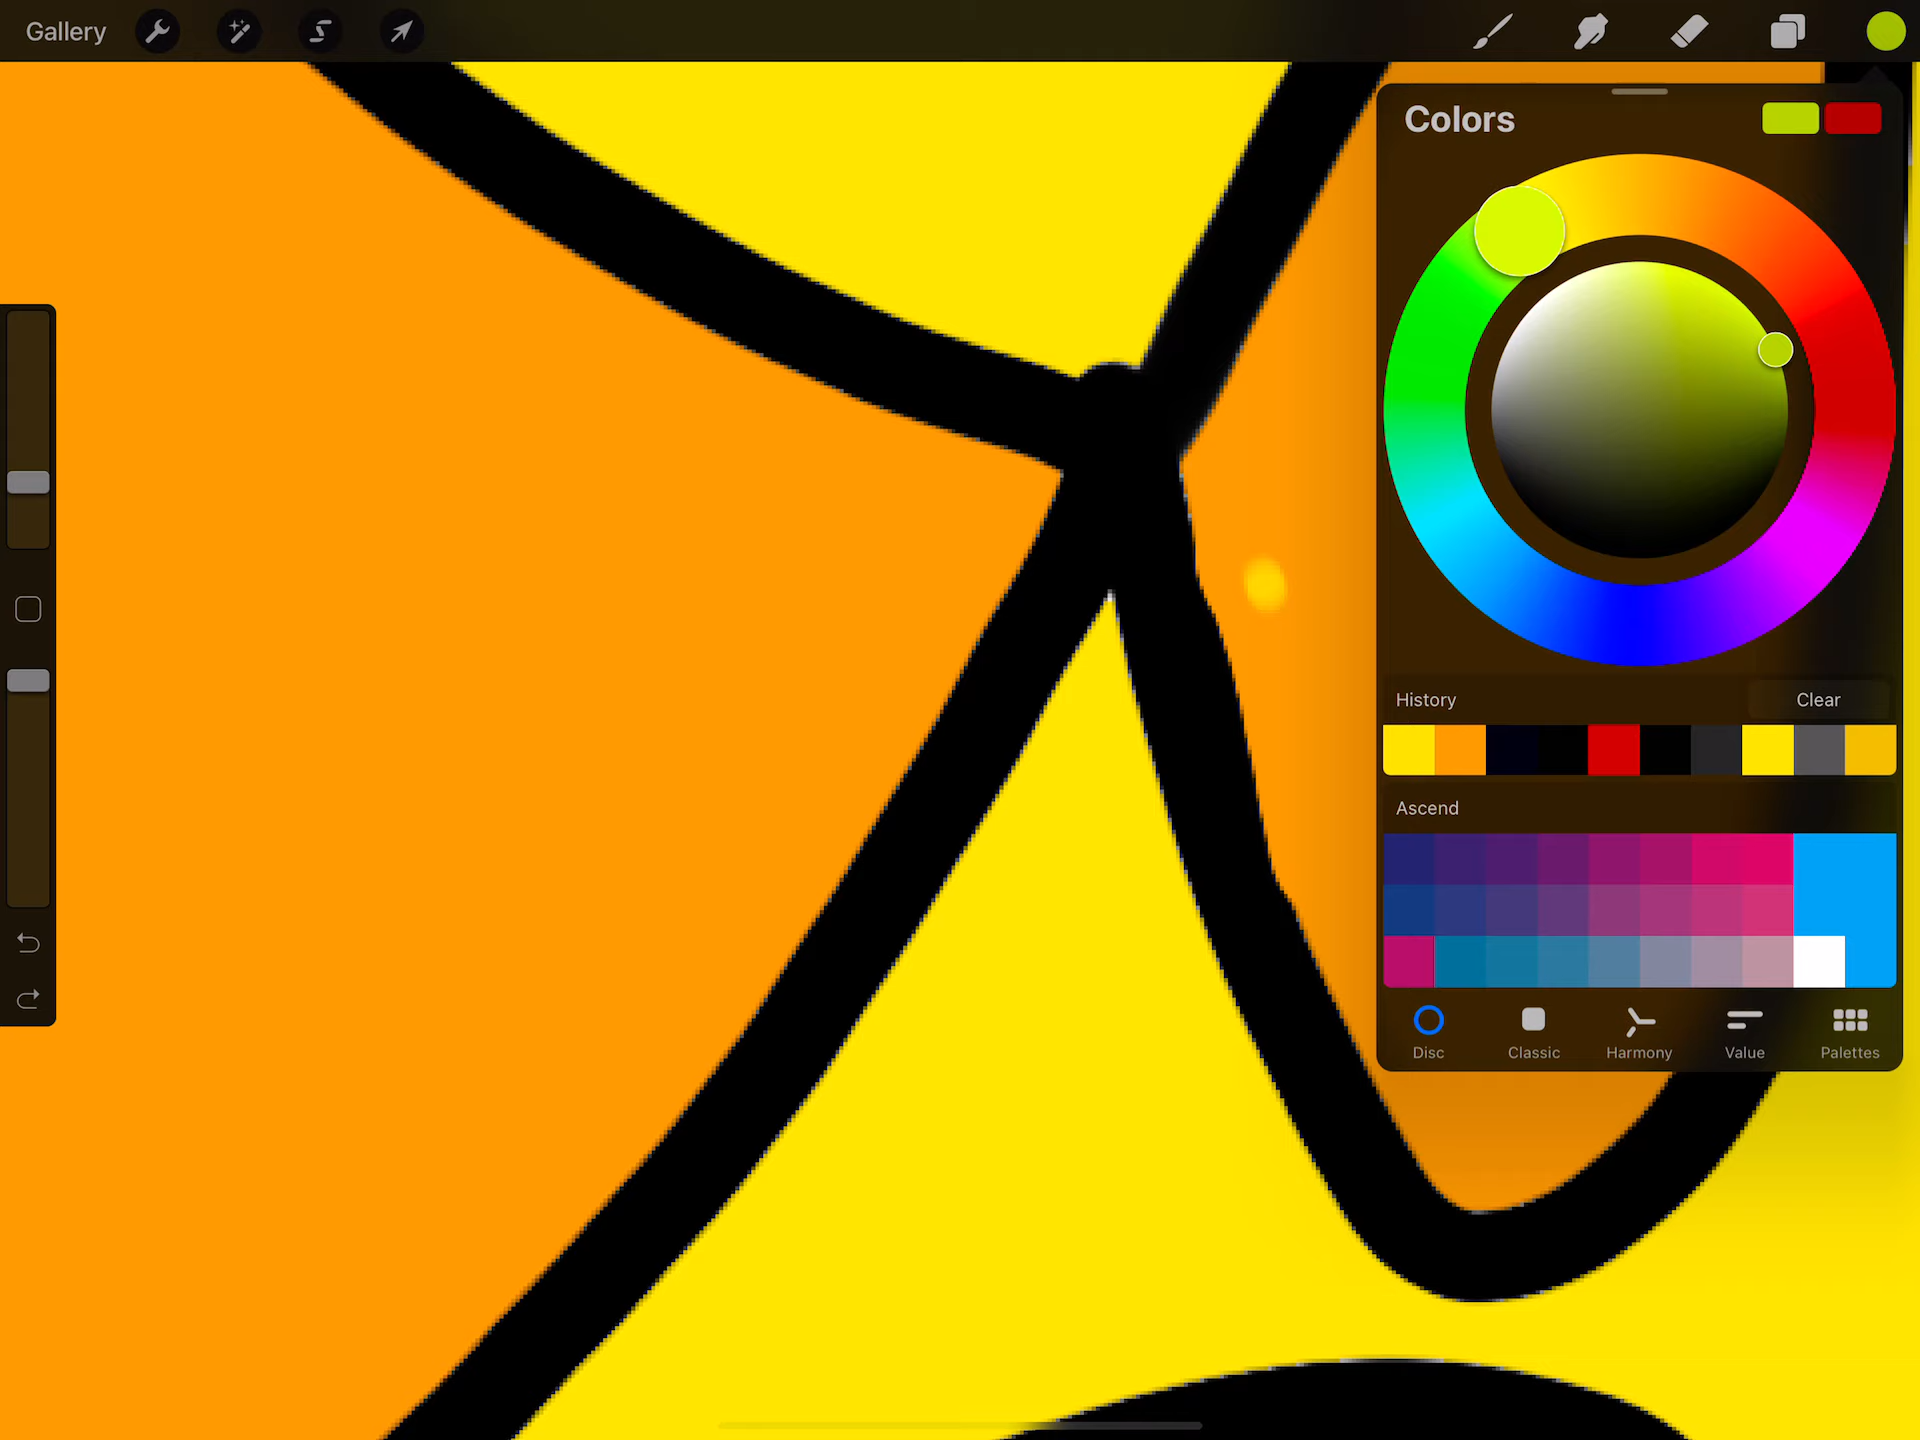 Gallery
Colors
History Clear
Ascend
Disc Classic Harmony Value Palettes